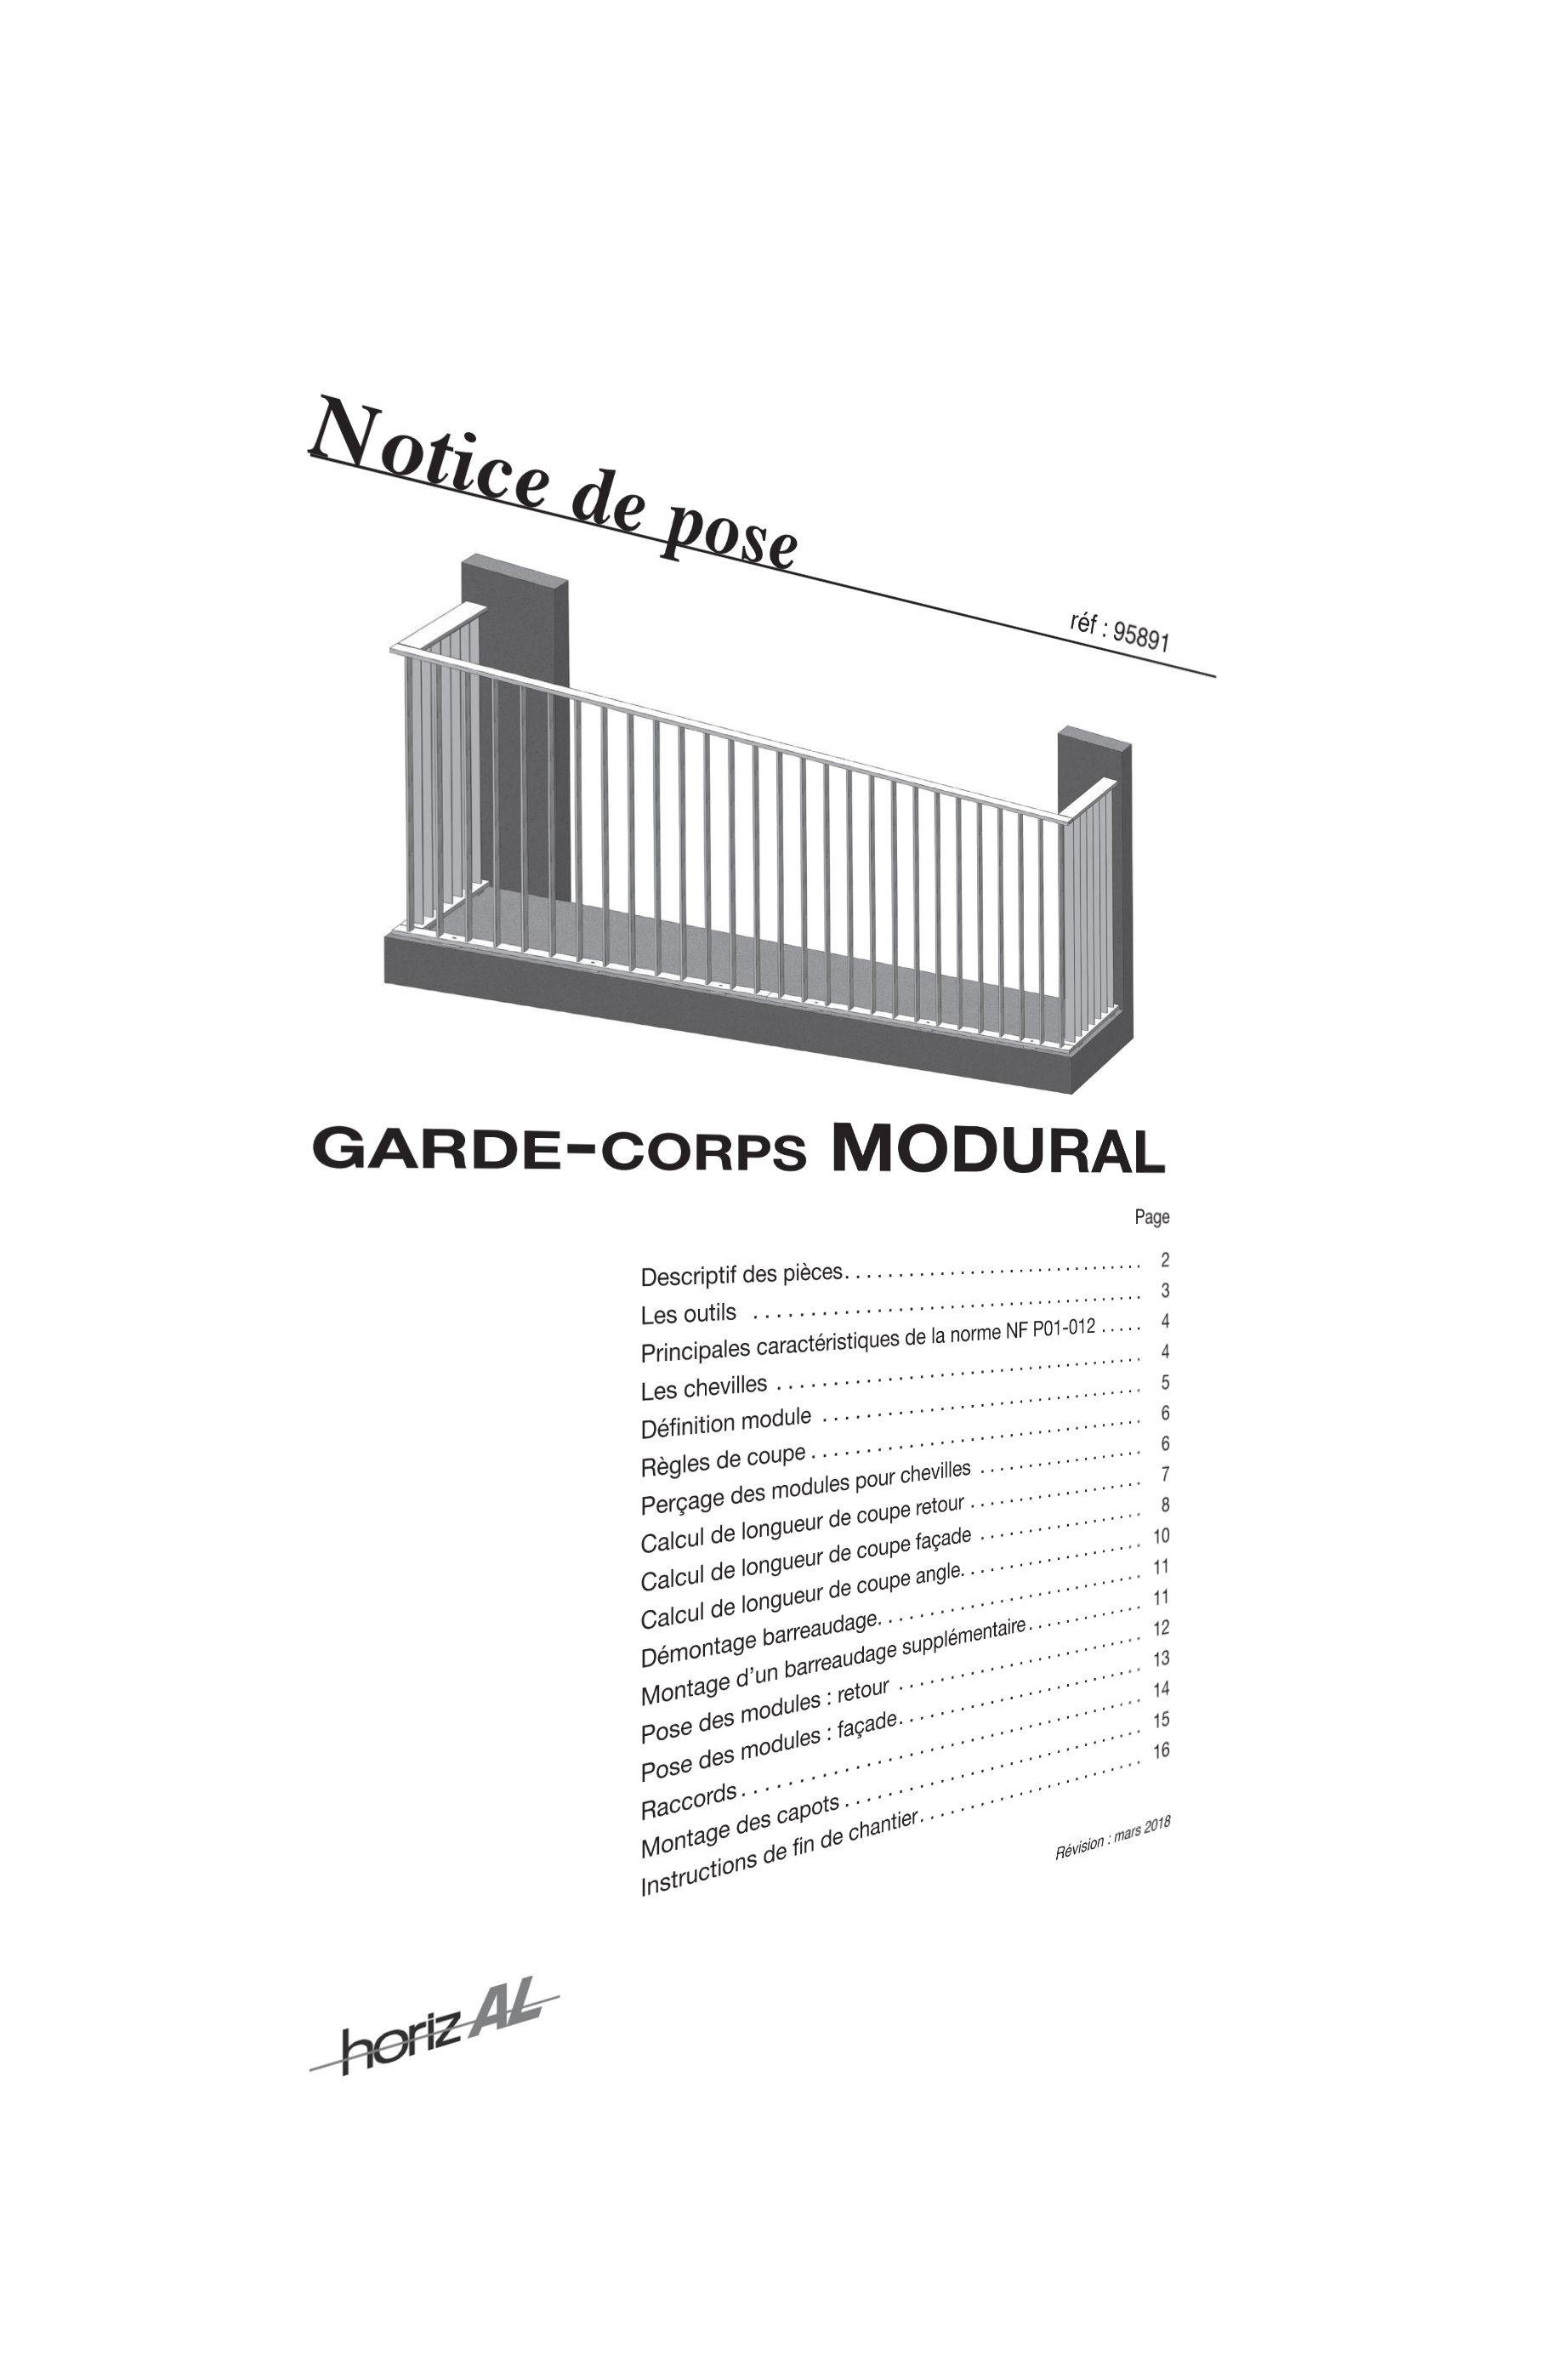 Notice de pose
réf : 95891
GARDE-CORPS MODURAL
Page
Descriptif des pièces. . . . . . . . . . . . . . . . . . . . . . . . . . . . . 2
Les outils . . . . . . . . . . . . . . . . . . . . . . . . . . . . . . . . . . . . . 3
Principales caractéristiques de la norme NF P01-012 . . . . . 4
Les chevilles . . . . . . . . . . . . . . . . . . . . . . . . . . . . . . . . . . 4
Définition module . . . . . . . . . . . . . . . . . . . . . . . . . . . . . . 5
Règles de coupe . . . . . . . . . . . . . . . . . . . . . . . . . . . . . . . 6
Perçage des modules pour chevilles . . . . . . . . . . . . . . . . . 6
Calcul de longueur de coupe retour . . . . . . . . . . . . . . . . . . 7
Calcul de longueur de coupe façade . . . . . . . . . . . . . . . . . 8
Calcul de longueur de coupe angle. . . . . . . . . . . . . . . . . . . 10
Démontage barreaudage. . . . . . . . . . . . . . . . . . . . . . . . . . 11
Montage d'un barreaudage supplémentaire . . . . . . . . . . . . 11
Pose des modules : retour . . . . . . . . . . . . . . . . . . . . . . . . 12
Pose des modules : façade. . . . . . . . . . . . . . . . . . . . . . . . 13
Raccords . . . . . . . . . . . . . . . . . . . . . . . . . . . . . . . . . . . . . 14
Montage des capots . . . . . . . . . . . . . . . . . . . . . . . . . . . . 15
Instructions de fin de chantier. . . . . . . . . . . . . . . . . . . . . . 16
Révision : mars 2018
horizAL